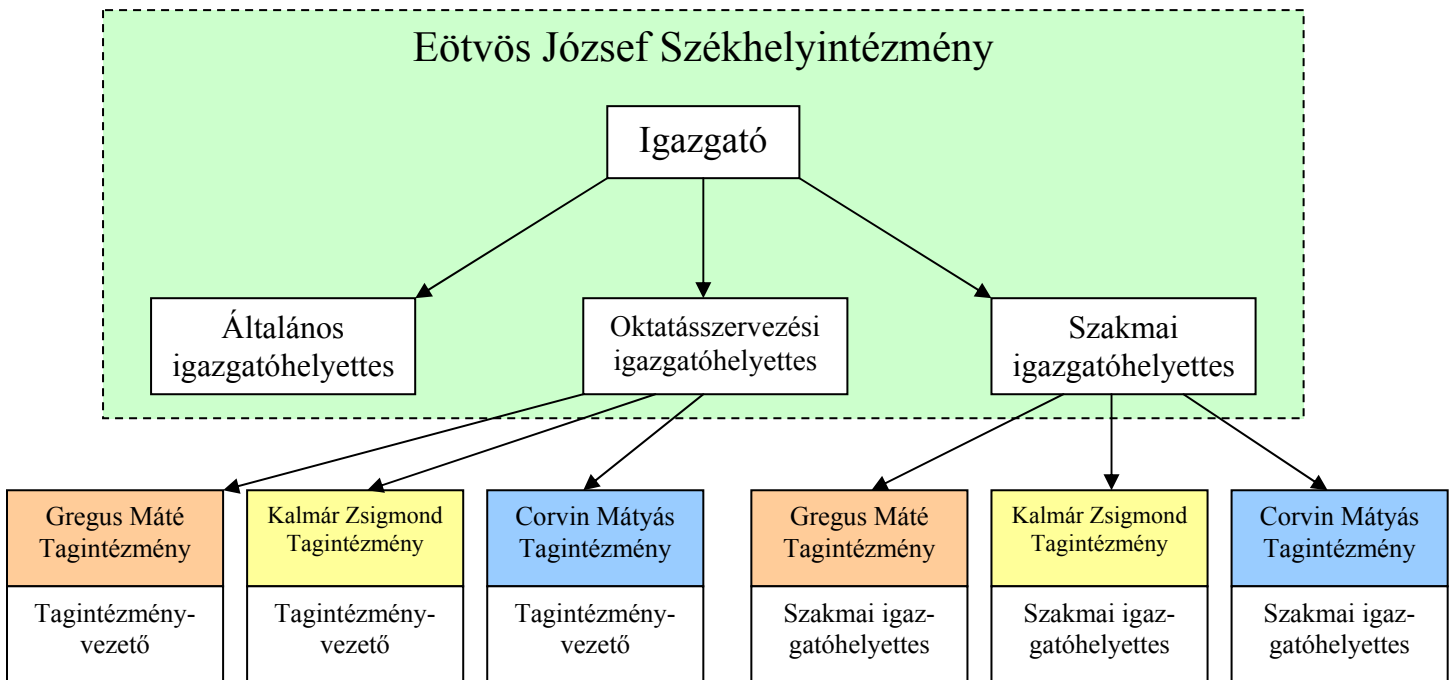 Eötvös József Székhelyintézmény
Igazgató
Általános
igazgatóhelyettes
Oktatásszervezési
igazgatóhelyettes
Szakmai
igazgatóhelyettes
Gregus Máté
Tagintézmény
Tagintézmény-
vezető
Kalmár Zsigmond
Tagintézmény
Tagintézmény-
vezető
Corvin Mátyás
Tagintézmény
Tagintézmény-
vezető
Gregus Máté
Tagintézmény
Szakmai igaz-
gatóhelyettes
Kalmár Zsigmond
Tagintézmény
Szakmai igaz-
gatóhelyettes
Corvin Mátyás
Tagintézmény
Szakmai igaz-
gatóhelyettes